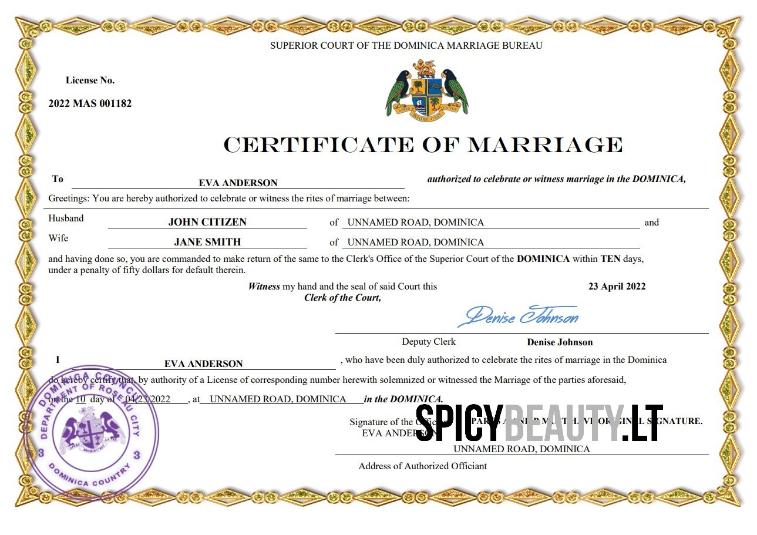 SUPERIOR COURT OF THE DOMINICA MARRIAGE BUREAU
License No.
2022 MAS 001182
CERTIFICATE OF MARRIAGE
To EVA ANDERSON authorized to celebrate or witness marriage in the DOMINICA,
Greetings: You are hereby authorized to celebrate or witness the rites of marriage between:
Husband JOHN CITIZEN of UNNAMED ROAD, DOMINICA and
Wife JANE SMITH of UNNAMED ROAD, DOMINICA
and having done so, you are commanded to make return of the same to the Clerk's Office of the Superior Court of the DOMINICA within TEN days,
under a penalty of fifty dollars for default therein.
Witness my hand and the seal of said Court this 23 April 2022
Clerk of the Court,
Denise Johnson
Deputy Clerk Denise Johnson
I EVA ANDERSON , who have been duly authorized to celebrate the rites of marriage in the Dominica
do hereby certify that, by authority of a License of corresponding number herewith solemnized or witnessed the Marriage of the parties aforesaid,
on the 10 day of 04/23/2022 , at UNNAMED ROAD, DOMINICA in the DOMINICA.
Signature of the
EVA ANDERSON
SIGNATURE.
SPICYBEAUTY.LT
UNNAMED ROAD, DOMINICA
Address of Authorized Officiant
DOMINICA COUNCIL
DEPARTMENT OF ROSEAU CITY
3 3
DOMINICA COUNTRY